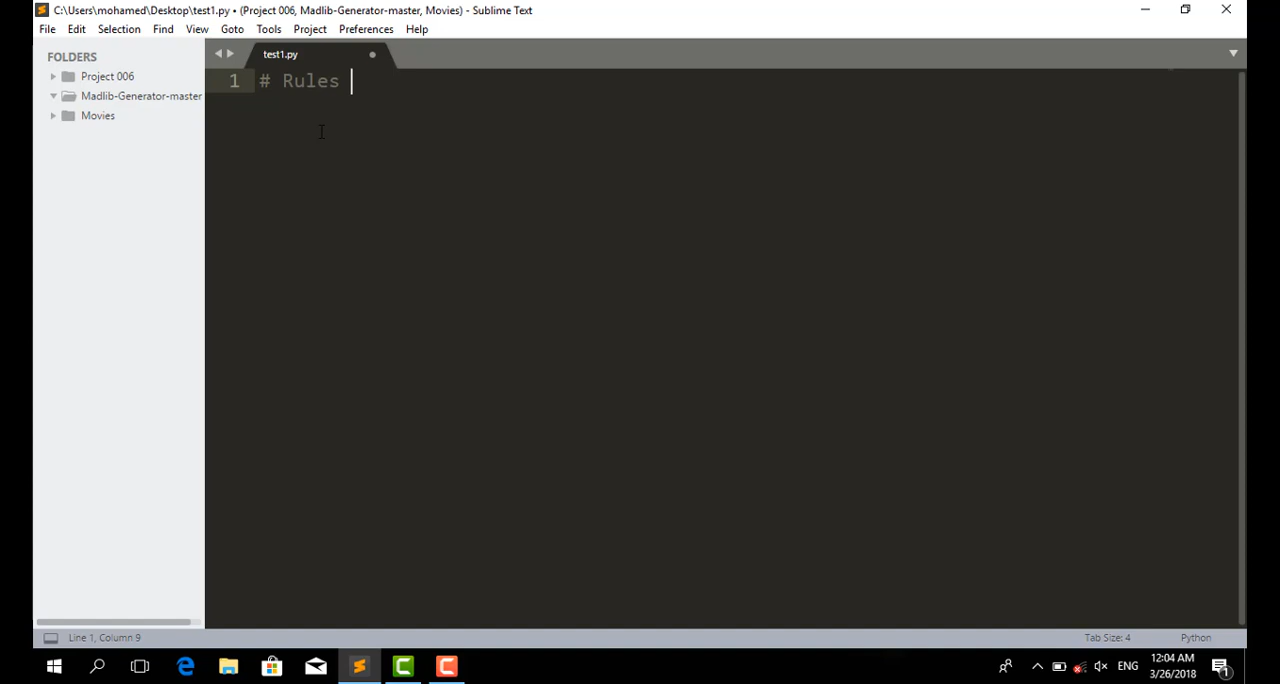 C:\Users\mohamed\Desktop\test1.py • (Project 006, Madlib-Generator-master, Movies) - Sublime Text
File Edit Selection Find View Goto Tools Project Preferences Help
FOLDERS
Project 006
Madlib-Generator-master
Movies
test1.py
1 # Rules
Line 1, Column 9
Tab Size: 4
Python
ENG
12:04 AM
3/26/2018
1